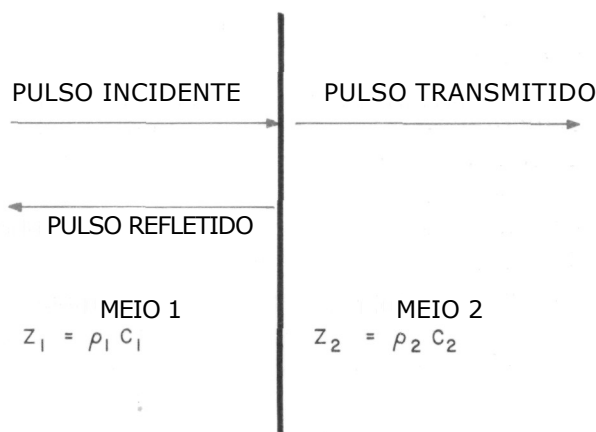 PULSO INCIDENTE PULSO TRANSMITIDO
PULSO REFLETIDO
MEIO 1 MEIO 2
Z₁ = ρ₁ C₁ Z₂ = ρ₂ C₂